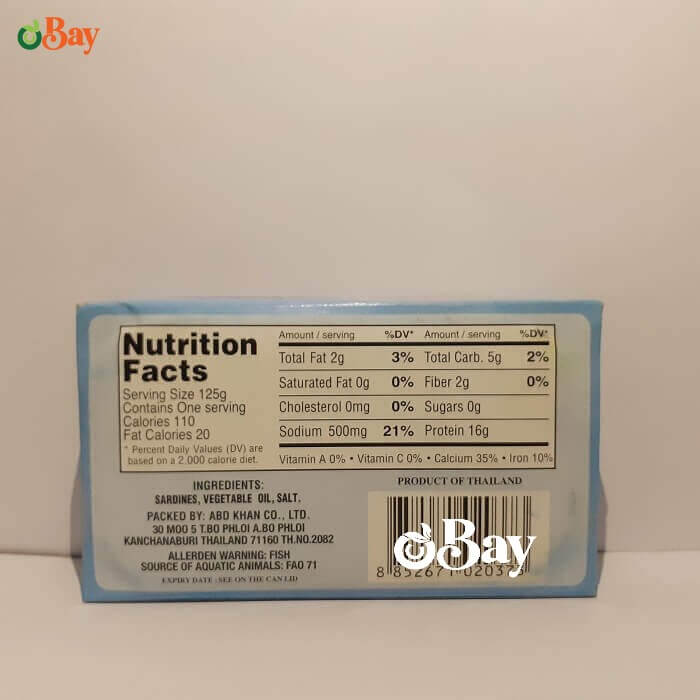 Bay
Nutrition
Facts
Serving Size 125g
Contains One serving
Calories 110
Fat Calories 20
* Percent Daily Values (DV) are
based on a 2,000 calorie diet.
Amount / serving %DV* Amount / serving %DV*
Total Fat 2g 3% Total Carb. 5g 2%
Saturated Fat 0g 0% Fiber 2g 0%
Cholesterol 0mg 0% Sugars 0g
Sodium 500mg 21% Protein 16g
Vitamin A 0% • Vitamin C 0% • Calcium 35% • Iron 10%
INGREDIENTS:
SARDINES, VEGETABLE OIL, SALT.
PACKED BY: ABD KHAN CO., LTD.
30 MOO 5 T.BO PHLOI A.BO PHLOI
KANCHANABURI THAILAND 71160 TH.NO.2082
ALLERDEN WARNING: FISH
SOURCE OF AQUATIC ANIMALS: FAO 71
EXPIRY DATE : SEE ON THE CAN LID
PRODUCT OF THAILAND
Bay
8 852671 020373